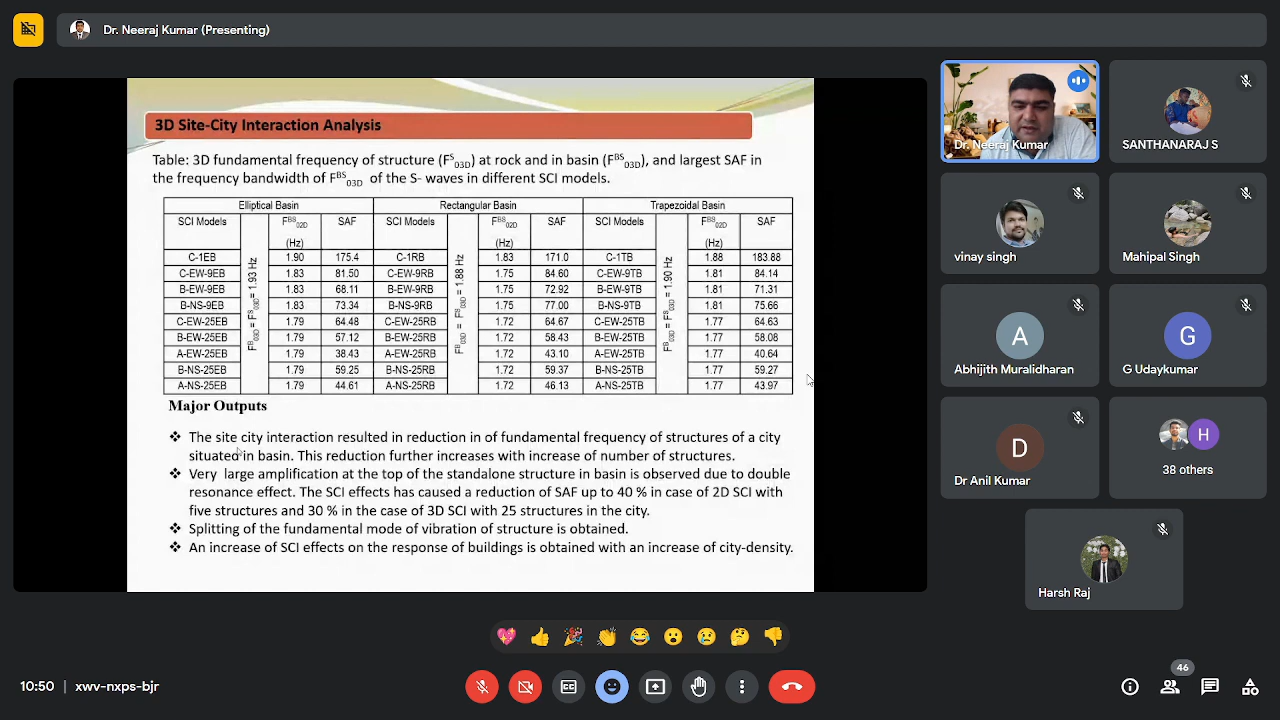 Dr. Neeraj Kumar (Presenting)
3D Site-City Interaction Analysis
Table: 3D fundamental frequency of structure (F^S_03D) at rock and in basin (F^BS_03D), and largest SAF in
the frequency bandwidth of F^BS_03D of the S- waves in different SCI models.
Elliptical Basin Rectangular Basin Trapezoidal Basin
SCI Models F^B_03D = F^S_03D = 1.93 Hz F^BS_02D (Hz) SAF SCI Models F^B_03D = F^S_03D = 1.88 Hz F^BS_02D (Hz) SAF SCI Models F^B_03D = F^S_03D = 1.90 Hz F^BS_02D (Hz) SAF
C-1EB 1.90 175.4 C-1RB 1.83 171.0 C-1TB 1.88 183.88
C-EW-9EB 1.83 81.50 C-EW-9RB 1.75 84.60 C-EW-9TB 1.81 84.14
B-EW-9EB 1.83 68.11 B-EW-9RB 1.75 72.92 B-EW-9TB 1.81 71.31
B-NS-9EB 1.83 73.34 B-NS-9RB 1.75 77.00 B-NS-9TB 1.81 75.66
C-EW-25EB 1.79 64.48 C-EW-25RB 1.72 64.67 C-EW-25TB 1.77 64.63
B-EW-25EB 1.79 57.12 B-EW-25RB 1.72 58.43 B-EW-25TB 1.77 58.08
A-EW-25EB 1.79 38.43 A-EW-25RB 1.72 43.10 A-EW-25TB 1.77 40.64
B-NS-25EB 1.79 59.25 B-NS-25RB 1.72 59.37 B-NS-25TB 1.77 59.27
A-NS-25EB 1.79 44.61 A-NS-25RB 1.72 46.13 A-NS-25TB 1.77 43.97
Major Outputs
❖ The site city interaction resulted in reduction in of fundamental frequency of structures of a city
situated in basin. This reduction further increases with increase of number of structures.
❖ Very large amplification at the top of the standalone structure in basin is observed due to double
resonance effect. The SCI effects has caused a reduction of SAF up to 40 % in case of 2D SCI with
five structures and 30 % in the case of 3D SCI with 25 structures in the city.
❖ Splitting of the fundamental mode of vibration of structure is obtained.
❖ An increase of SCI effects on the response of buildings is obtained with an increase of city-density.
Dr. Neeraj Kumar
SANTHANARAJ S
vinay singh
Mahipal Singh
A
Abhijith Muralidharan
G
G Udaykumar
D
Dr Anil Kumar
H
38 others
Harsh Raj
10:50 | xwv-nxps-bjr
46